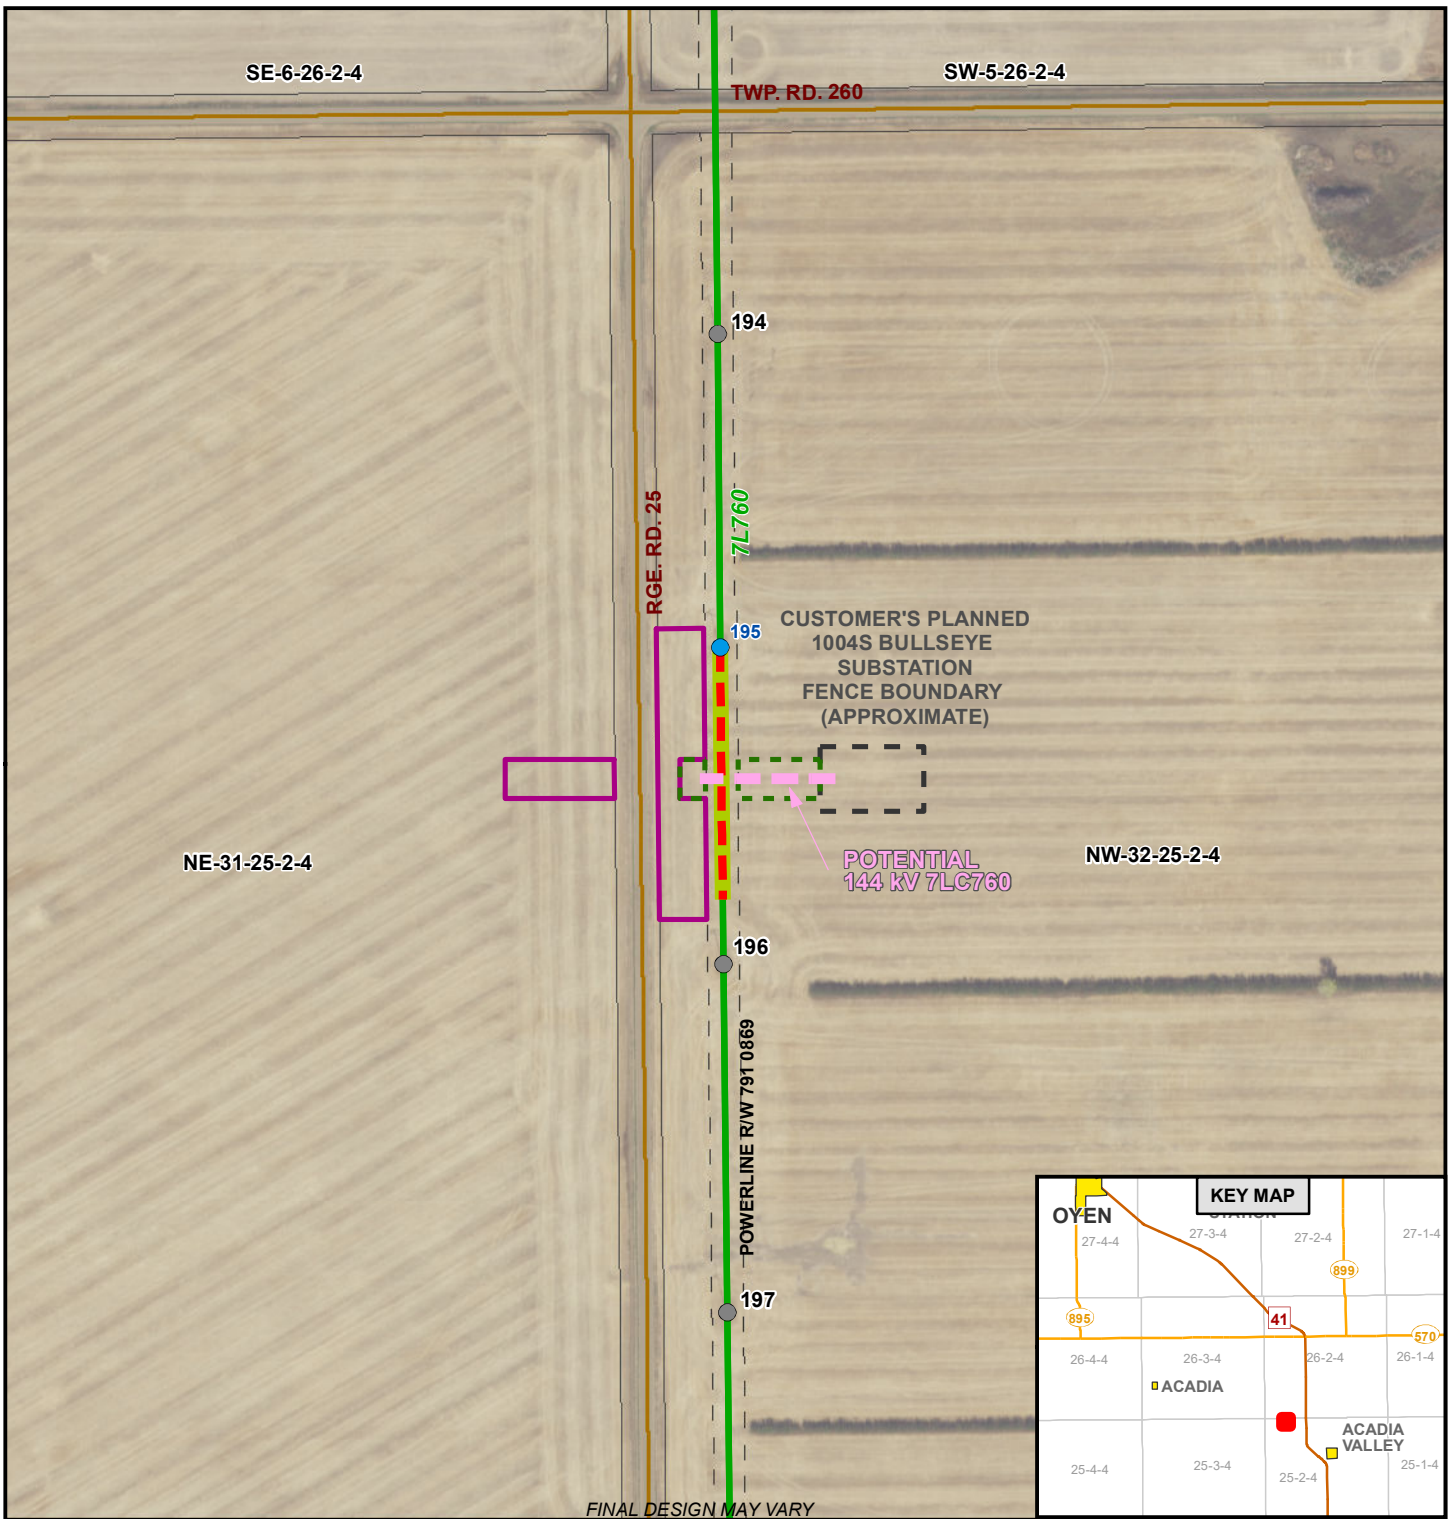 SE-6-26-2-4
SW-5-26-2-4
TWP. RD. 260
194
RGE. RD. 25
7L760
195
CUSTOMER'S PLANNED
1004S BULLSEYE
SUBSTATION
FENCE BOUNDARY
(APPROXIMATE)
NE-31-25-2-4
POTENTIAL
144 kV 7LC760
NW-32-25-2-4
196
POWERLINE R/W 791 0869
197
FINAL DESIGN MAY VARY
KEY MAP
OYEN
27-4-4
27-3-4
27-2-4
27-1-4
899
895
41
570
26-4-4
26-3-4
26-2-4
26-1-4
ACADIA
ACADIA
VALLEY
25-4-4
25-3-4
25-2-4
25-1-4